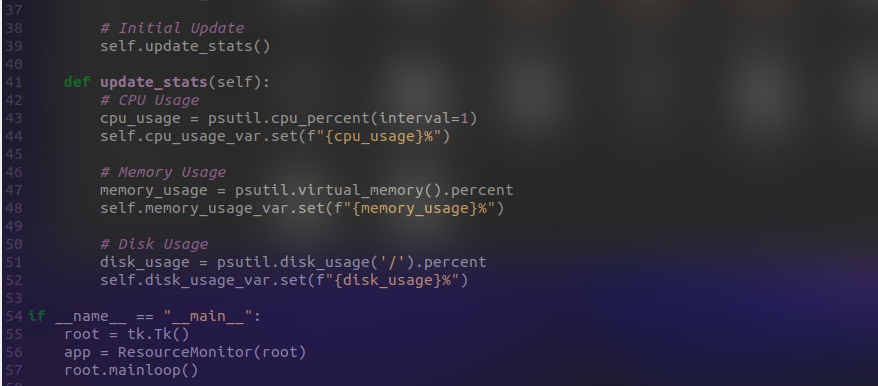 37
38         # Initial Update
39         self.update_stats()
40
41     def update_stats(self):
42         # CPU Usage
43         cpu_usage = psutil.cpu_percent(interval=1)
44         self.cpu_usage_var.set(f"{cpu_usage}%")
45
46         # Memory Usage
47         memory_usage = psutil.virtual_memory().percent
48         self.memory_usage_var.set(f"{memory_usage}%")
49
50         # Disk Usage
51         disk_usage = psutil.disk_usage('/').percent
52         self.disk_usage_var.set(f"{disk_usage}%")
53
54 if __name__ == "__main__":
55     root = tk.Tk()
56     app = ResourceMonitor(root)
57     root.mainloop()